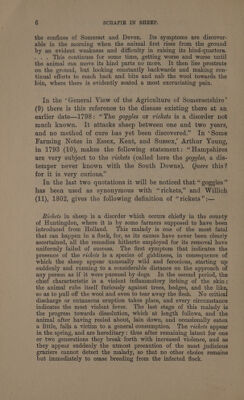 6 SCRAPIE IN SHEEP.
the confines of Somerset and Devon. Its symptoms are discover-
able in the morning when the animal first rises from the ground
by an evident weakness and difficulty in raising its hind-quarters.
. . . This continues for some time, getting worse and worse until
the animal can move its hind parts no more. It then lies prostrate
on the ground, but looking constantly backwards and making con-
tinual efforts to reach back and bite and nab the wool towards the
loin, where there is evidently seated a most excruciating pain.
In the "General View of the Agriculture of Somersetshire"
(9) there is this reference to the disease existing there at an
earlier date—1798: "The goggles or rickets is a disorder not
much known. It attacks sheep between one and two years,
and no method of cure has yet been discovered." In 'Some
Farming Notes in Essex, Kent, and Sussex,' Arthur Young,
in 1793 (10), makes the following statement: "Hampshires
are very subject to the rickets (called here the goggles, a dis-
temper never known with the South Downs). Quere this?
for it is very curious."
In the last two quotations it will be noticed that "goggles"
has been used as synonymous with "rickets," and Willich
(11), 1802, gives the following definition of "rickets":—
Rickets in sheep is a disorder which occurs chiefly in the county
of Huntingdon, where it is by some farmers supposed to have been
introduced from Holland. This malady is one of the most fatal
that can happen in a flock, for, as its causes have never been clearly
ascertained, all the remedies hitherto employed for its removal have
uniformly failed of success. The first symptom that indicates the
presence of the rickets is a species of giddiness, in consequence of
which the sheep appear unusually wild and ferocious, starting up
suddenly and running to a considerable distance on the approach of
any person as if it were pursued by dogs. In the second period, the
chief characteristic is a violent inflammatory itching of the skin;
the animal rubs itself furiously against trees, hedges, and the like,
so as to pull off the wool and even to tear away the flesh. No critical
discharge or cutaneous eruption takes place, and every circumstance
indicates the most violent fever. The last stage of this malady is
the progress towards dissolution, which at length follows, and the
animal after having reeled about, lain down, and occasionally eaten
a little, falls a victim to a general consumption. The rickets appear
in the spring, and are hereditary: thus after remaining latent for one
or two generations they break forth with increased violence, and as
they appear suddenly the utmost precaution of the most judicious
graziers cannot detect the malady, so that no other choice remains
but immediately to cease breeding from the infected flock.